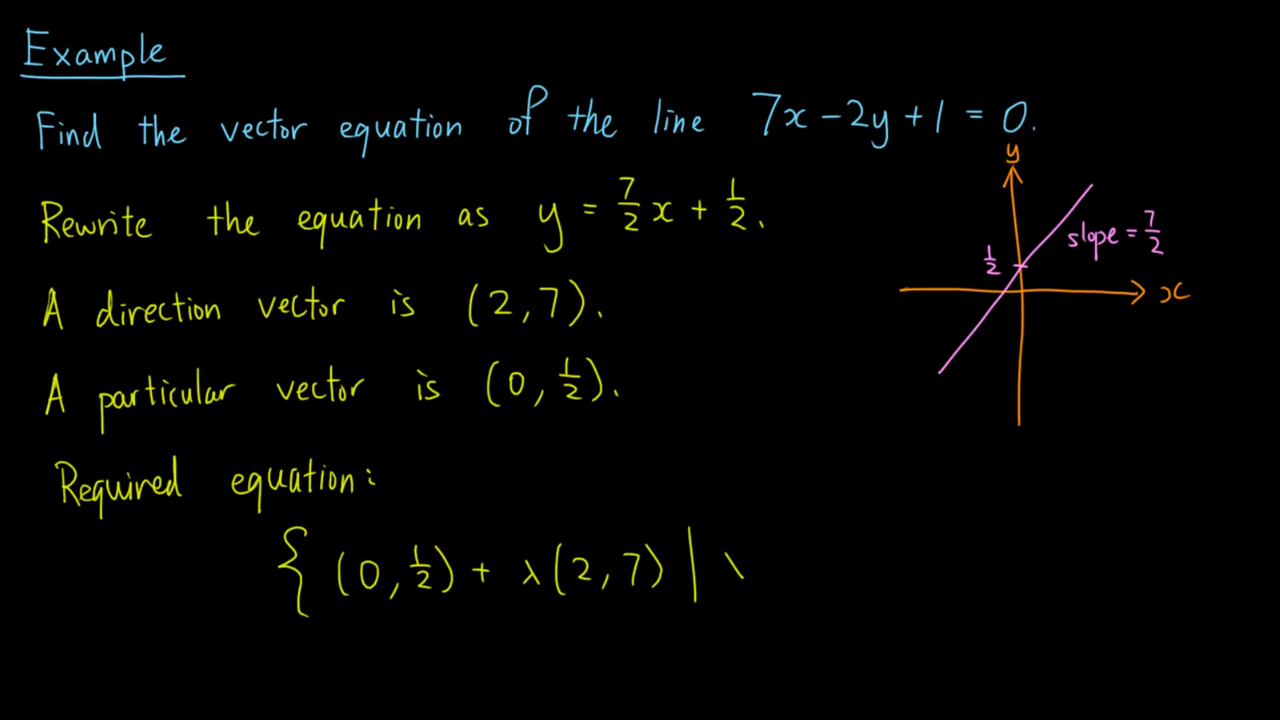 Example
Find the vector equation of the line 7x - 2y + 1 = 0.
y
Rewrite the equation as y = 7/2 x + 1/2.
slope = 7/2
1/2
x
A direction vector is (2, 7).
A particular vector is (0, 1/2).
Required equation:
{ (0, 1/2) + λ(2, 7) | \